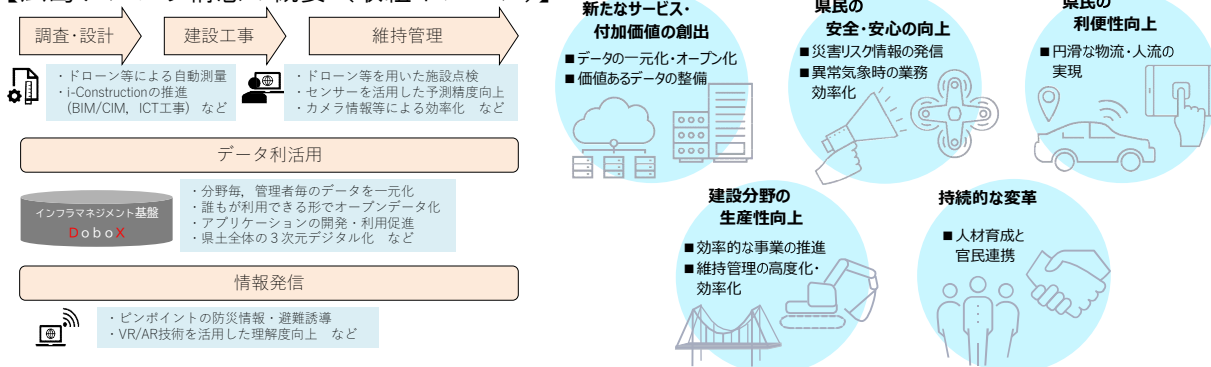 調査・設計
建設工事
維持管理
・ドローン等による自動測量
・i-Constructionの推進
(BIM/CIM，ICT工事) など
・ドローン等を用いた施設点検
・センサーを活用した予測精度向上
・カメラ情報等による効率化　など
データ利活用
インフラマネジメント基盤
DoboX
・分野毎，管理者毎のデータを一元化
・誰もが利用できる形でオープンデータ化
・アプリケーションの開発・利用促進
・県土全体の３次元デジタル化　など
情報発信
・ピンポイントの防災情報・避難誘導
・VR/AR技術を活用した理解度向上　など
新たなサービス・
付加価値の創出
■データの一元化・オープン化
■価値あるデータの整備
県民の
安全・安心の向上
■災害リスク情報の発信
■異常気象時の業務
効率化
県民の
利便性向上
■円滑な物流・人流の
実現
建設分野の
生産性向上
■効率的な事業の推進
■維持管理の高度化・
効率化
持続的な変革
■人材育成と
官民連携